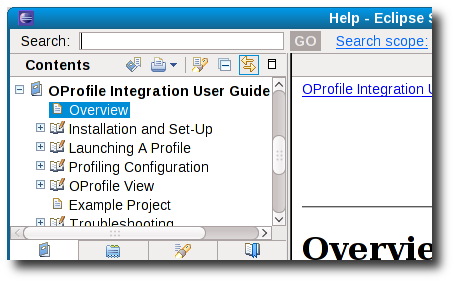 Help - Eclipse S
Search:
GO
Search scope:
Contents
OProfile Integration User Guide
Overview
Installation and Set-Up
Launching A Profile
Profiling Configuration
OProfile View
Example Project
Troubleshooting
OProfile Integration U
Overvie